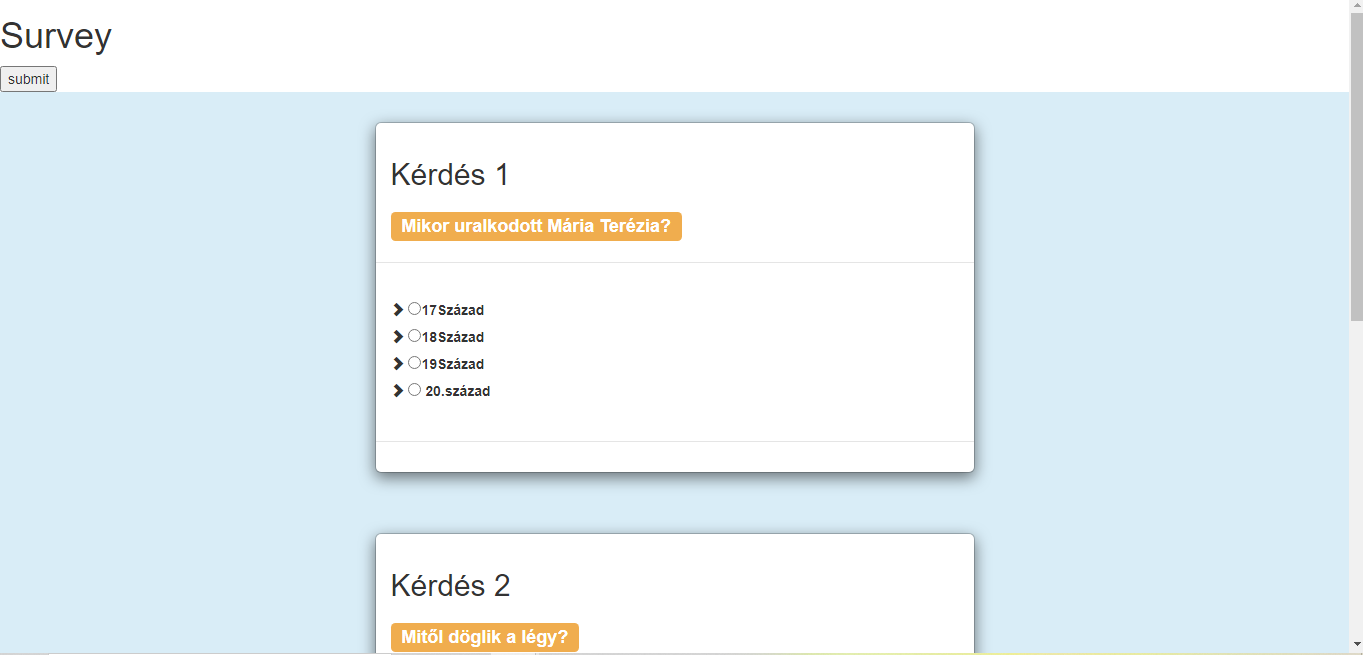 Survey
submit
Kérdés 1
Mikor uralkodott Mária Terézia?
17Század
18Század
19Század
20.század
Kérdés 2
Mitől döglik a légy?